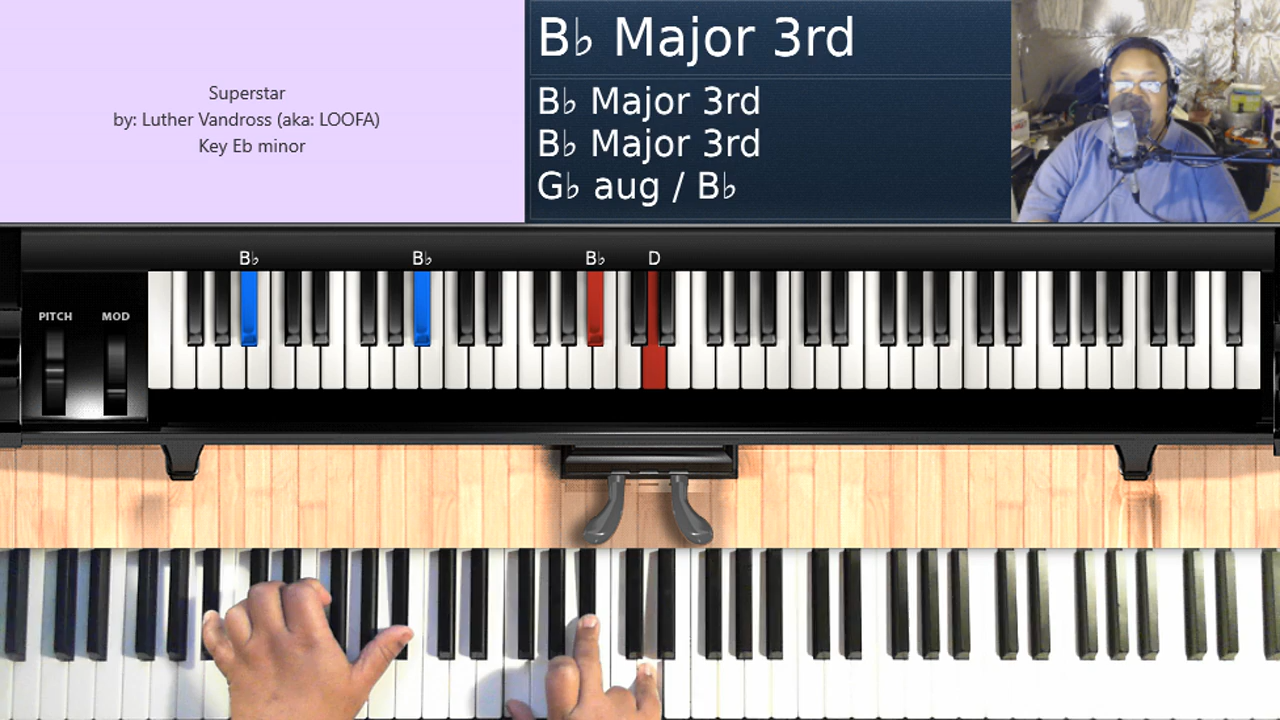 Superstar
by: Luther Vandross (aka: LOOFA)
Key Eb minor
B♭ Major 3rd
B♭ Major 3rd
B♭ Major 3rd
G♭ aug / B♭
B♭ B♭ B♭ D
PITCH MOD